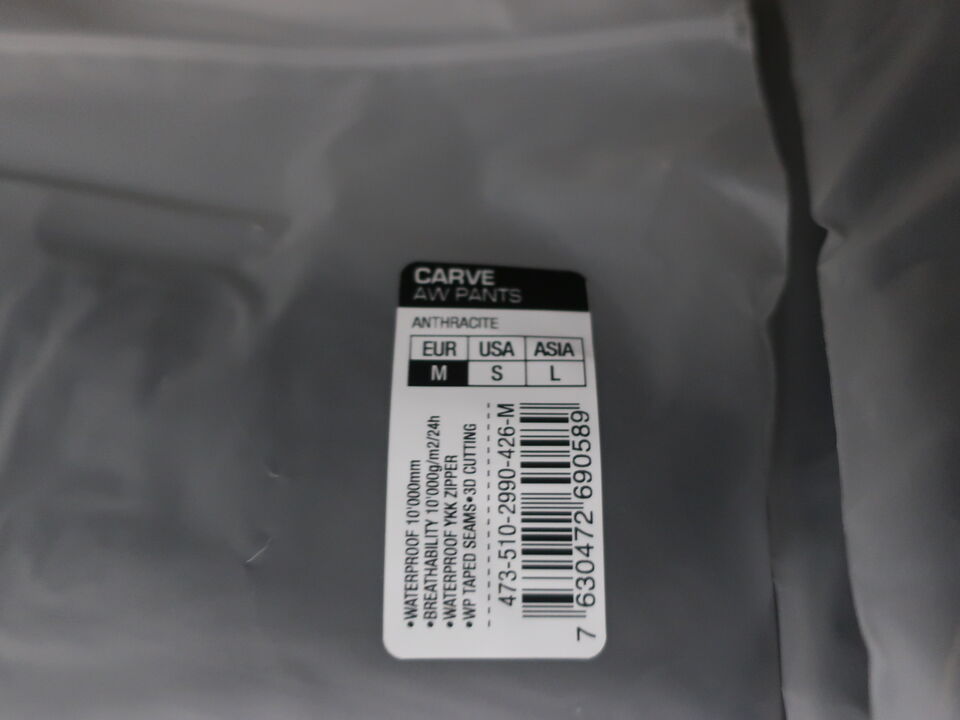 CARVE
AW PANTS
ANTHRACITE
EUR USA ASIA
M S L
•WATERPROOF 10'000mm
•BREATHABILITY 10'000g/m2/24h
•WATERPROOF YKK ZIPPER
•WP TAPED SEAMS•3D CUTTING
473-510-2990-426-M
7 630472 690589